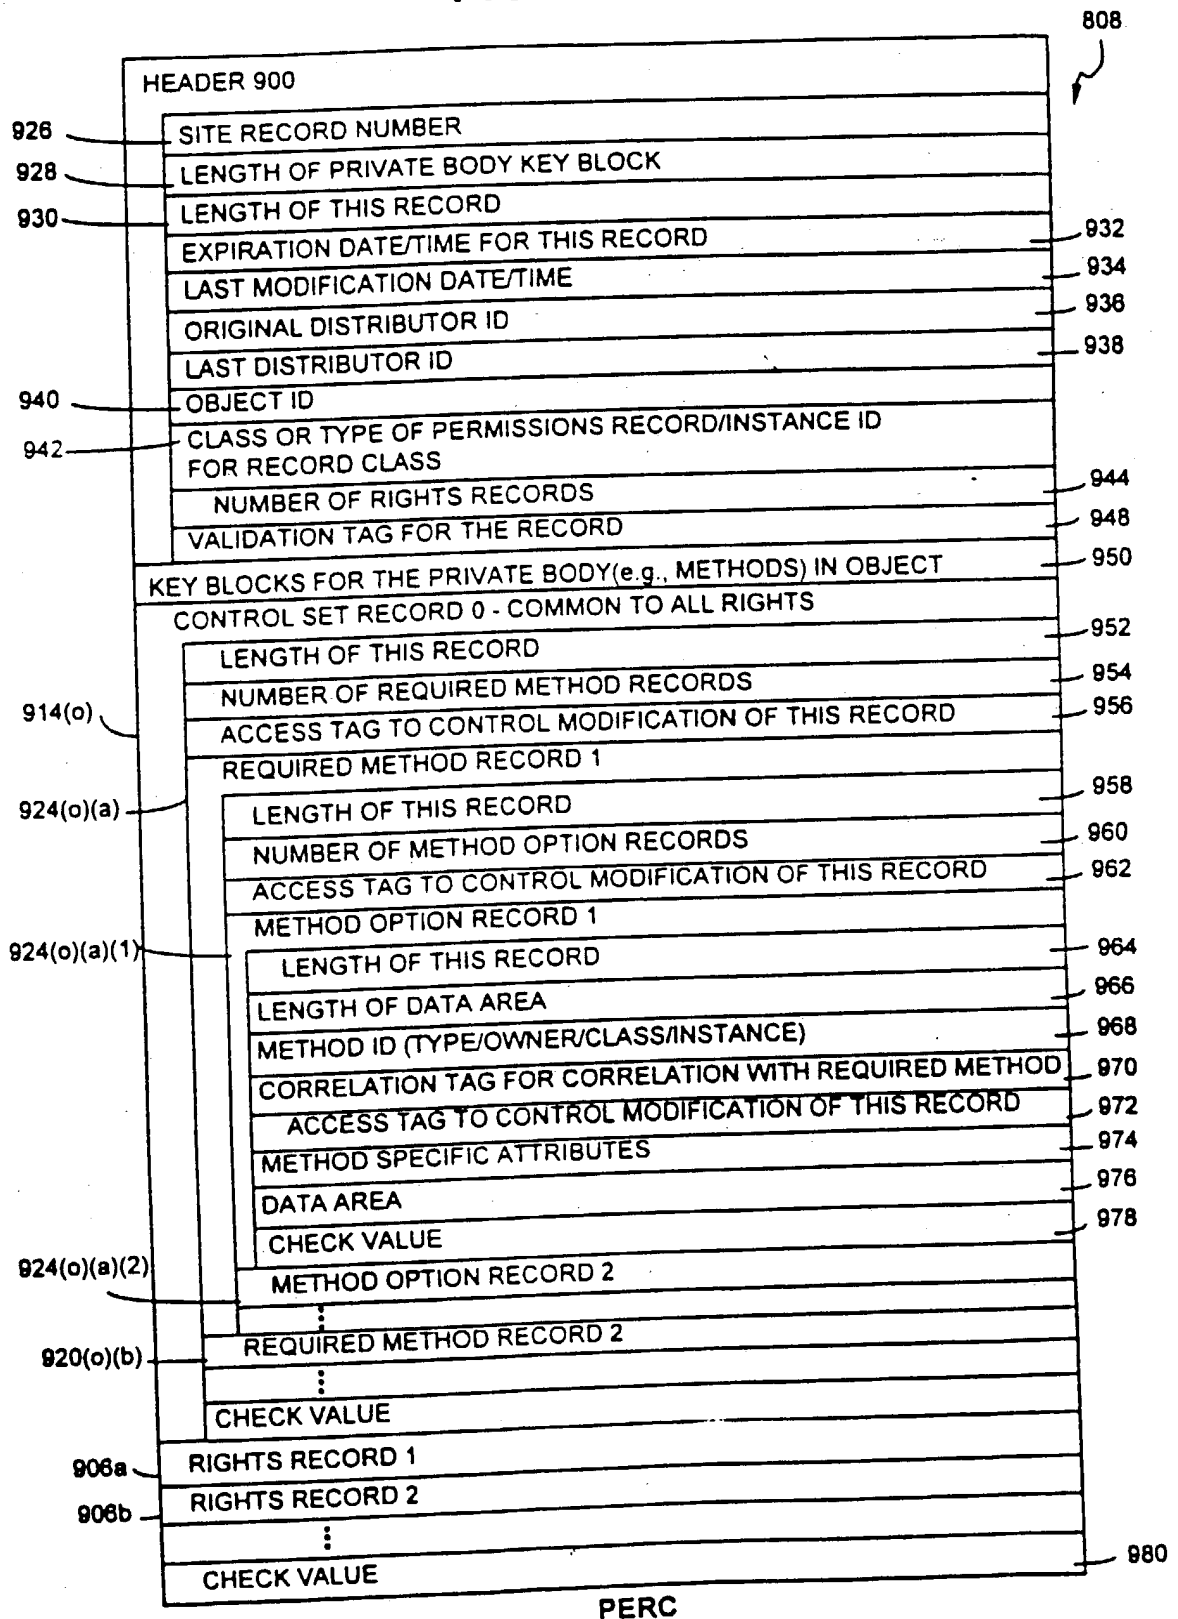 808
HEADER 900
926 SITE RECORD NUMBER
928 LENGTH OF PRIVATE BODY KEY BLOCK
930 LENGTH OF THIS RECORD
EXPIRATION DATE/TIME FOR THIS RECORD 932
LAST MODIFICATION DATE/TIME 934
ORIGINAL DISTRIBUTOR ID 936
LAST DISTRIBUTOR ID 938
940 OBJECT ID
942 CLASS OR TYPE OF PERMISSIONS RECORD/INSTANCE ID
FOR RECORD CLASS
NUMBER OF RIGHTS RECORDS 944
VALIDATION TAG FOR THE RECORD 948
KEY BLOCKS FOR THE PRIVATE BODY(e.g., METHODS) IN OBJECT 950
CONTROL SET RECORD 0 - COMMON TO ALL RIGHTS
LENGTH OF THIS RECORD 952
NUMBER OF REQUIRED METHOD RECORDS 954
914(o) ACCESS TAG TO CONTROL MODIFICATION OF THIS RECORD 956
REQUIRED METHOD RECORD 1
924(o)(a) LENGTH OF THIS RECORD 958
NUMBER OF METHOD OPTION RECORDS 960
ACCESS TAG TO CONTROL MODIFICATION OF THIS RECORD 962
METHOD OPTION RECORD 1
924(o)(a)(1) LENGTH OF THIS RECORD 964
LENGTH OF DATA AREA 966
METHOD ID (TYPE/OWNER/CLASS/INSTANCE) 968
CORRELATION TAG FOR CORRELATION WITH REQUIRED METHOD 970
ACCESS TAG TO CONTROL MODIFICATION OF THIS RECORD 972
METHOD SPECIFIC ATTRIBUTES 974
DATA AREA 976
CHECK VALUE 978
924(o)(a)(2) METHOD OPTION RECORD 2
920(o)(b) REQUIRED METHOD RECORD 2
CHECK VALUE
906a RIGHTS RECORD 1
906b RIGHTS RECORD 2
CHECK VALUE 980
PERC